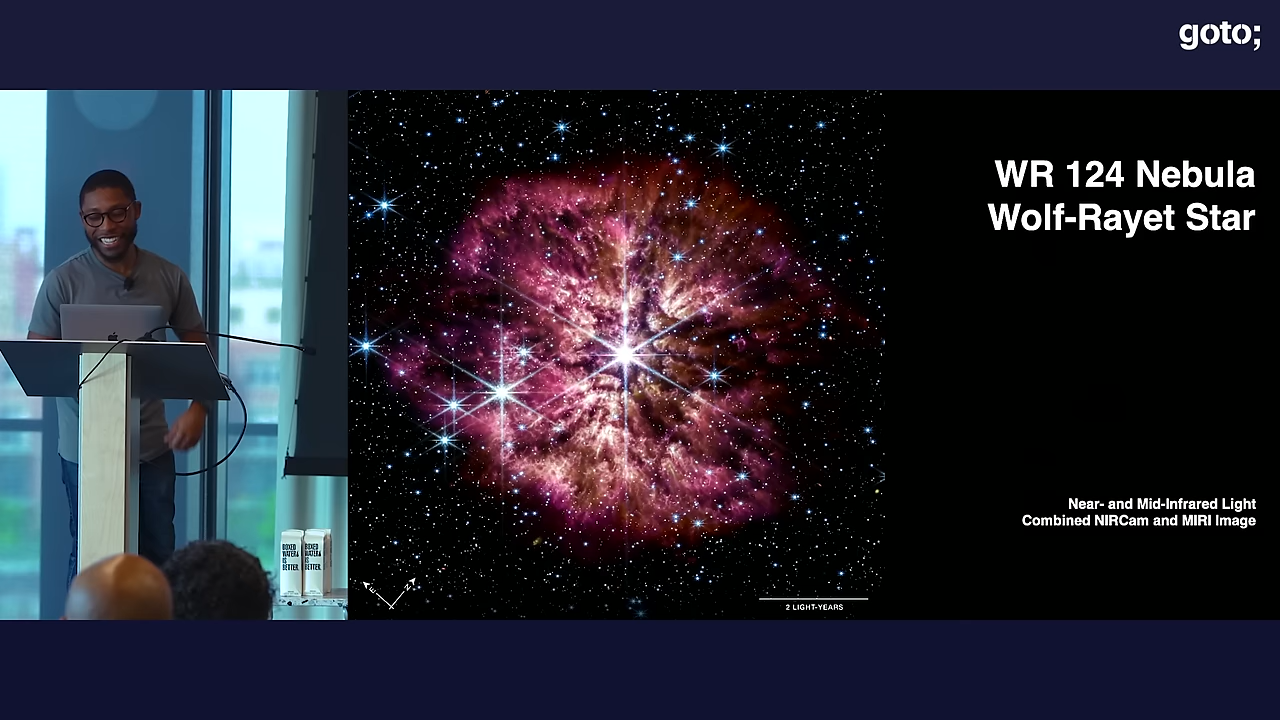 goto;
WR 124 Nebula
Wolf-Rayet Star
Near- and Mid-Infrared Light
Combined NIRCam and MIRI Image
E
N
2 LIGHT-YEARS
BOXED
WATER
IS
BETTER.
BOXED
WATER
IS
BETTER.